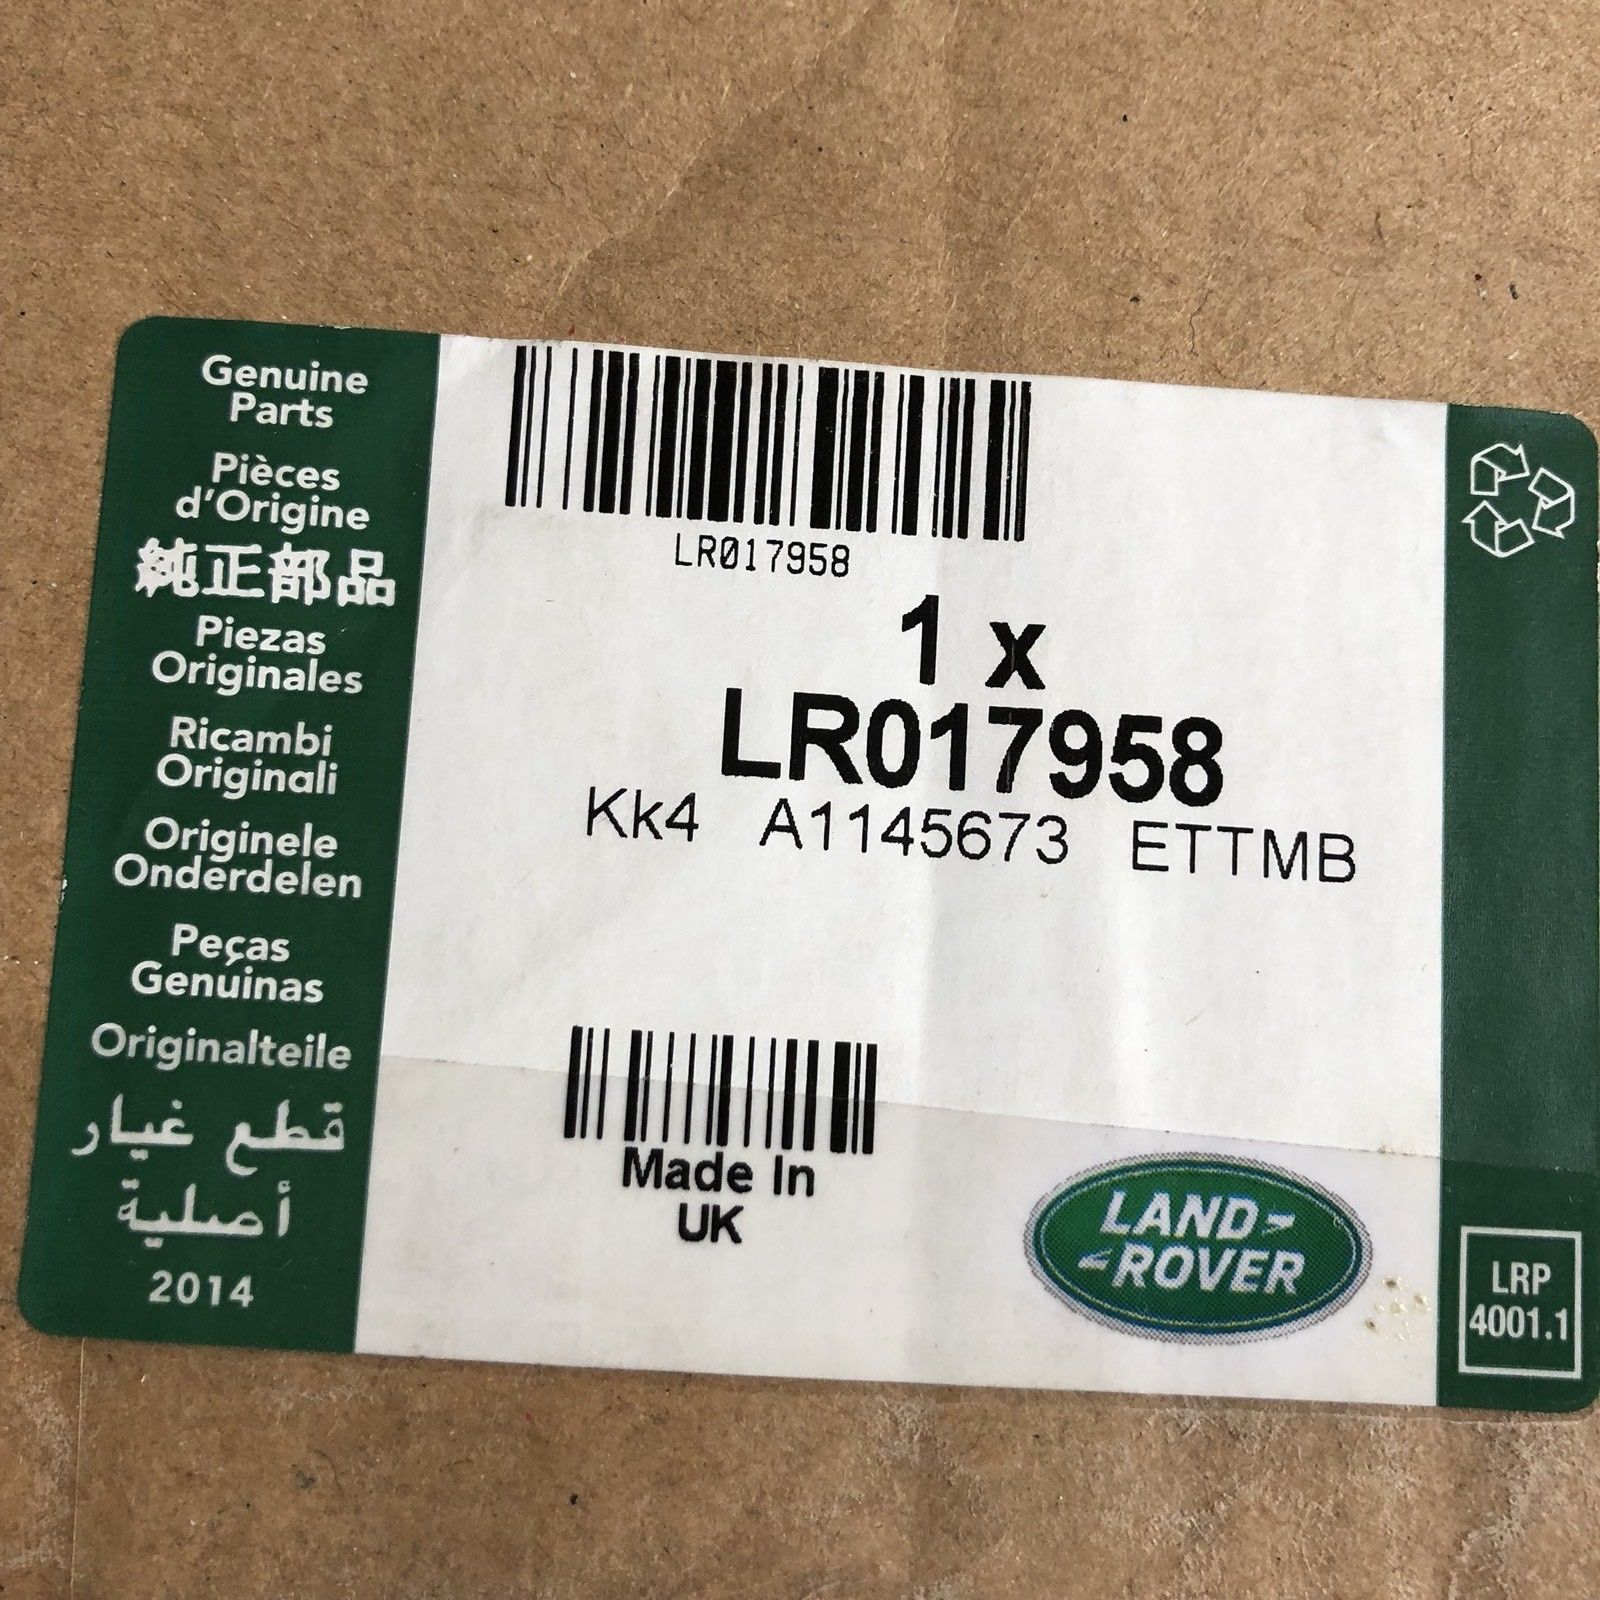 Genuine
Parts
Pièces
d'Origine
純正部品
Piezas
Originales
Ricambi
Originali
Originele
Onderdelen
Peças
Genuinas
Originalteile
قطع غيار
أصلية
2014
LR017958
1 x
LR017958
Kk4 A1145673 ETTMB
Made In
UK
LAND
ROVER
LRP
4001.1